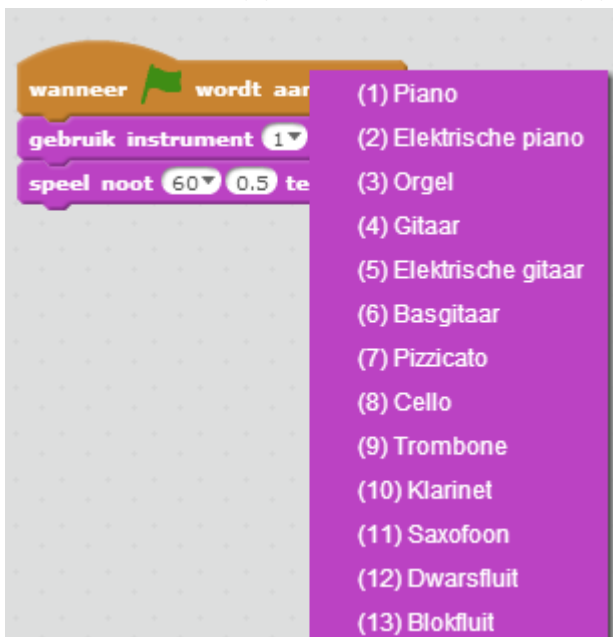 wanneer wordt aan
gebruik instrument 1
speel noot 60 0.5 te
(1) Piano
(2) Elektrische piano
(3) Orgel
(4) Gitaar
(5) Elektrische gitaar
(6) Basgitaar
(7) Pizzicato
(8) Cello
(9) Trombone
(10) Klarinet
(11) Saxofoon
(12) Dwarsfluit
(13) Blokfluit